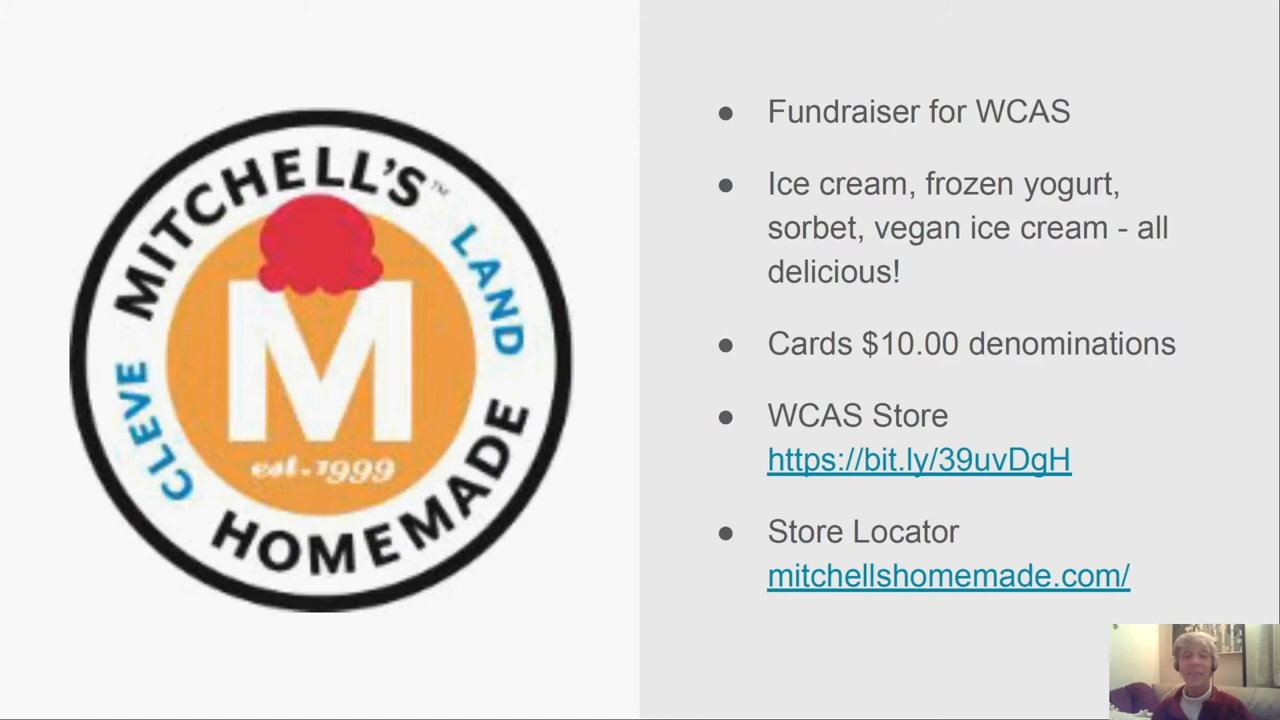 MITCHELL'S™
CLEVE LAND
M
est. 1999
HOMEMADE
● Fundraiser for WCAS
● Ice cream, frozen yogurt,
sorbet, vegan ice cream - all
delicious!
● Cards $10.00 denominations
● WCAS Store
https://bit.ly/39uvDgH
● Store Locator
mitchellshomemade.com/